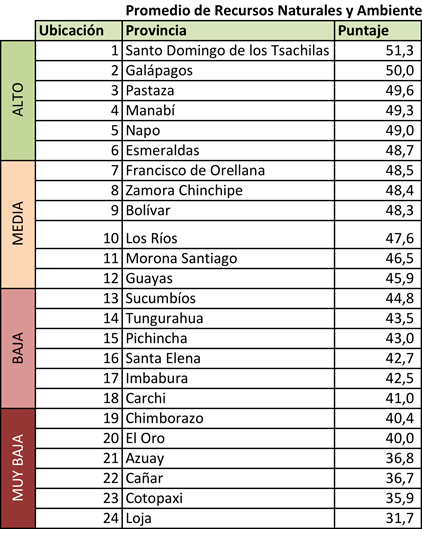 Promedio de Recursos Naturales y Ambiente
Ubicación Provincia Puntaje
ALTO
1 Santo Domingo de los Tsachilas 51,3
2 Galápagos 50,0
3 Pastaza 49,6
4 Manabí 49,3
5 Napo 49,0
6 Esmeraldas 48,7
MEDIA
7 Francisco de Orellana 48,5
8 Zamora Chinchipe 48,4
9 Bolívar 48,3
10 Los Ríos 47,6
11 Morona Santiago 46,5
12 Guayas 45,9
BAJA
13 Sucumbíos 44,8
14 Tungurahua 43,5
15 Pichincha 43,0
16 Santa Elena 42,7
17 Imbabura 42,5
18 Carchi 41,0
MUY BAJA
19 Chimborazo 40,4
20 El Oro 40,0
21 Azuay 36,8
22 Cañar 36,7
23 Cotopaxi 35,9
24 Loja 31,7